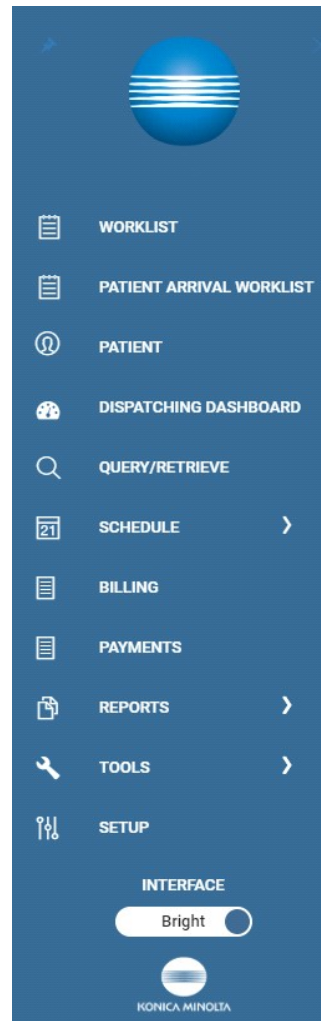 WORKLIST
PATIENT ARRIVAL WORKLIST
PATIENT
DISPATCHING DASHBOARD
QUERY/RETRIEVE
21 SCHEDULE
BILLING
PAYMENTS
REPORTS
TOOLS
SETUP
INTERFACE
Bright
KONICA MINOLTA